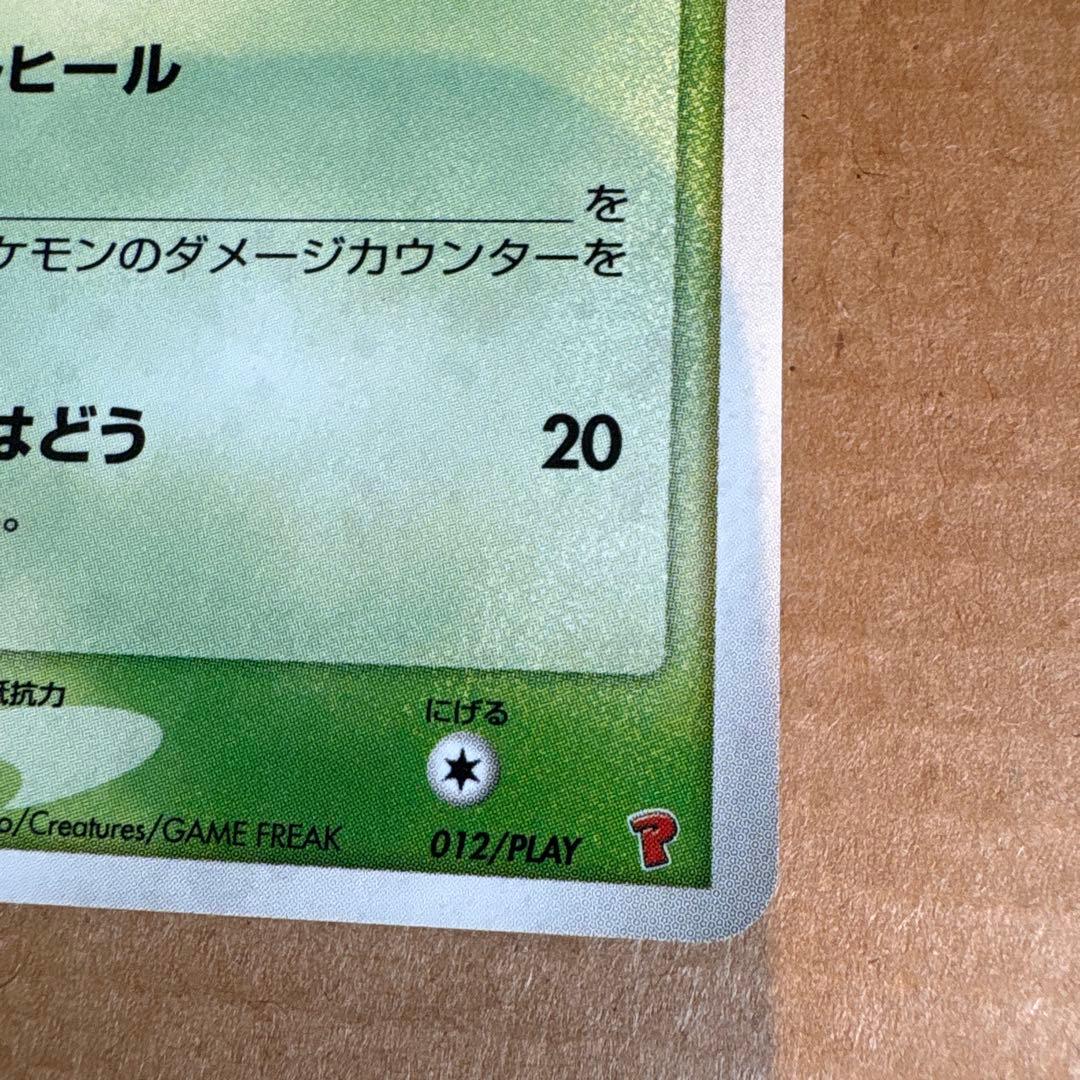 ヒール
を
ケモンのダメージカウンターを
はどう 20
。
抵抗力
にげる
o/Creatures/GAME FREAK 012/PLAY P